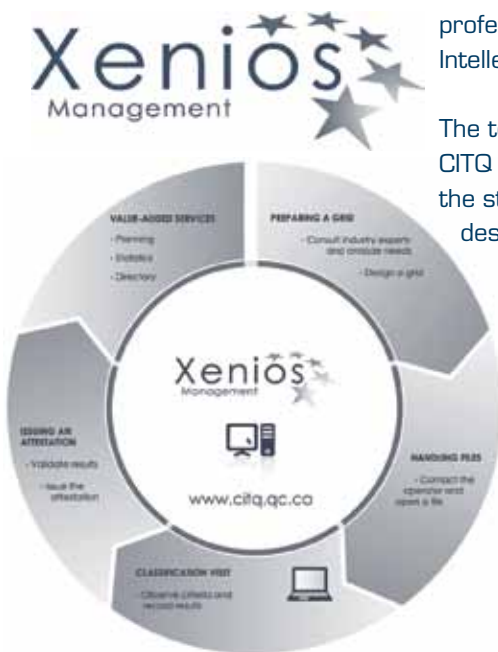 Xenios
Management
profe
Intelle
The t
CITQ
the st
des
VALUE-ADDED SERVICES
- Planning
- Statistics
- Directory
PREPARING A GRID
- Consult industry experts
and analyze needs
- Design a grid
HANDLING FILES
- Contact the
operator and
open a file
CLASSIFICATION VISIT
- Observe criteria and
record results
ISSUING AN
ATTESTATION
- Validate results
- Issue the
attestation
Xenios
Management
www.citq.qc.ca